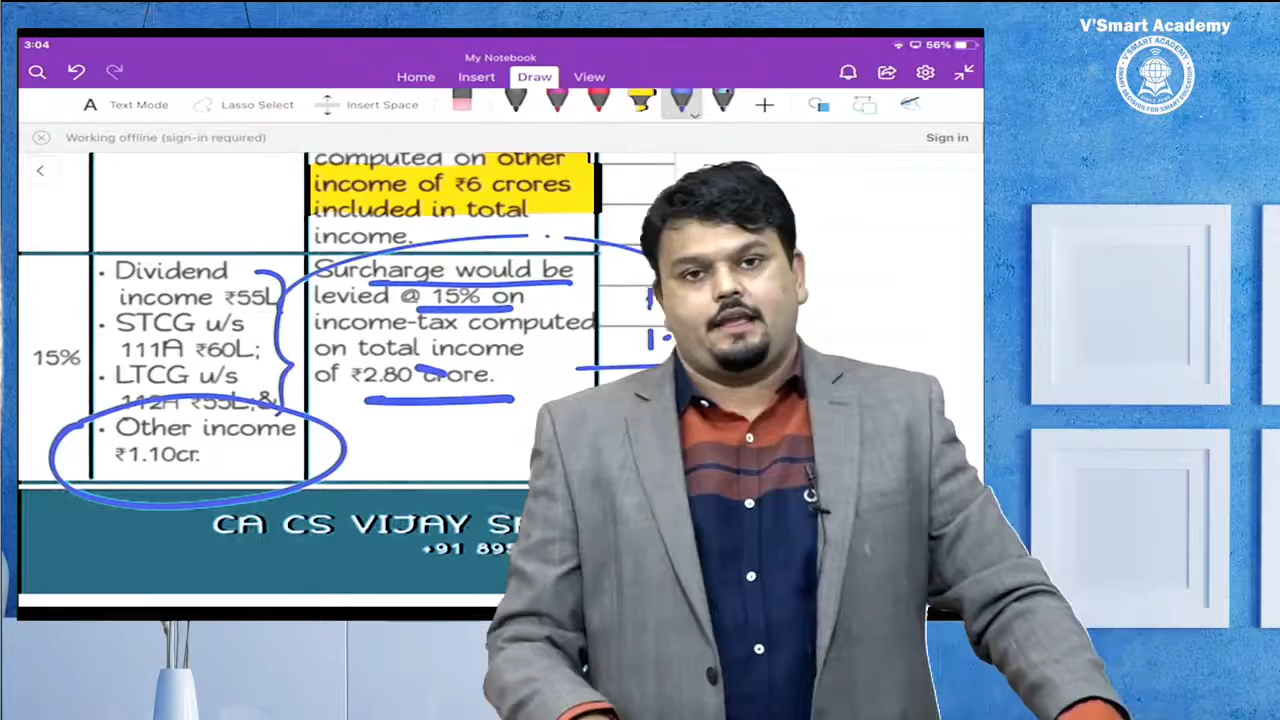 V'Smart Academy
3:04
56%
My Notebook
Home Insert Draw View
A Text Mode Lasso Select Insert Space
Working offline (sign-in required) Sign in
computed on other
income of ₹6 crores
included in total
income.
15%
• Dividend
income ₹55L
• STCG u/s
111A ₹60L;
• LTCG u/s
112A ₹55L;&
• Other income
₹1.10cr.
Surcharge would be
levied @ 15% on
income-tax computed
on total income
of ₹2.80 crore.
CA CS VIJAY
+91